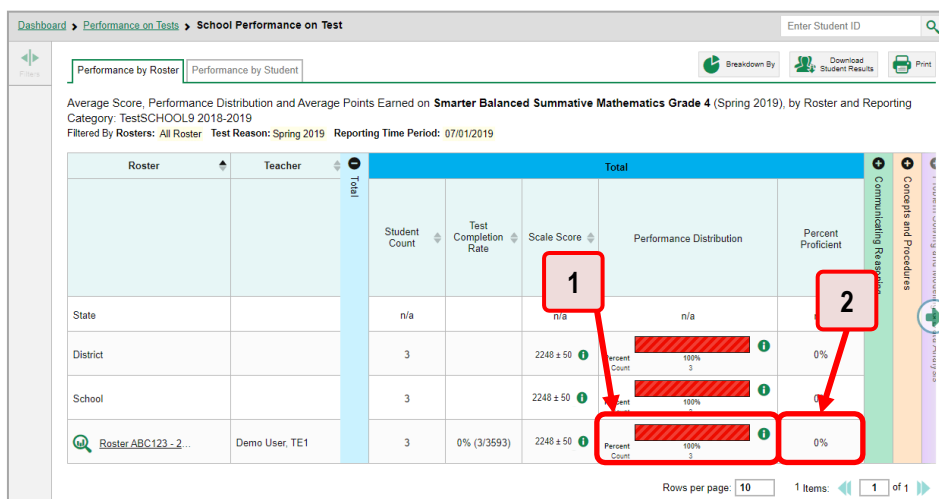 Dashboard > Performance on Tests > School Performance on Test
Enter Student ID
Filters
Performance by Roster
Performance by Student
Breakdown By
Download
Student Results
Print
Average Score, Performance Distribution and Average Points Earned on Smarter Balanced Summative Mathematics Grade 4 (Spring 2019), by Roster and Reporting
Category: TestSCHOOL9 2018-2019
Filtered By Rosters: All Roster Test Reason: Spring 2019 Reporting Time Period: 07/01/2019
Roster
Teacher
Total
Total
Communicating Reasoning
Concepts and Procedures
Student
Count
Test
Completion
Rate
Scale Score
Performance Distribution
Percent
Proficient
1
2
State
n/a
n/a
n/a
District
3
2248 ± 50
Percent 100%
Count 3
0%
School
3
2248 ± 50
100%
Roster ABC123 - 2...
Demo User, TE1
3
0% (3/3593)
2248 ± 50
Percent 100%
Count 3
0%
Rows per page: 10
1 Items:
1 of 1